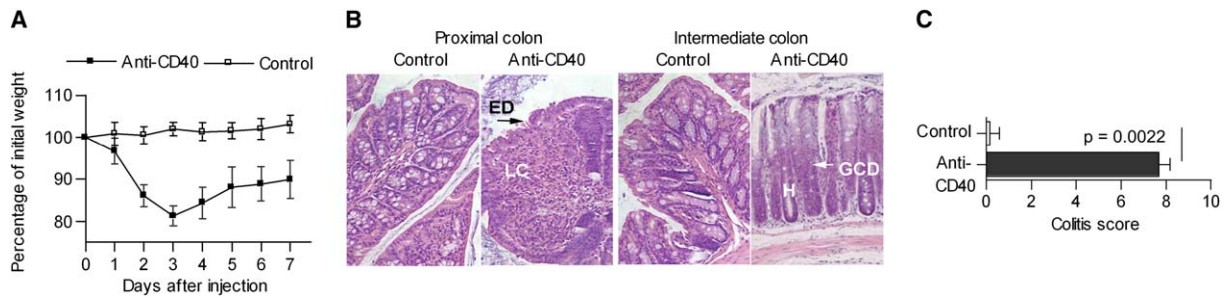 A
Anti-CD40
Control
Percentage of initial weight
110
100
90
80
0 1 2 3 4 5 6 7
Days after injection
B
Proximal colon
Intermediate colon
Control
Anti-CD40
Control
Anti-CD40
ED
LC
H
GCD
C
Control
Anti-
CD40
p = 0.0022
0 2 4 6 8 10
Colitis score